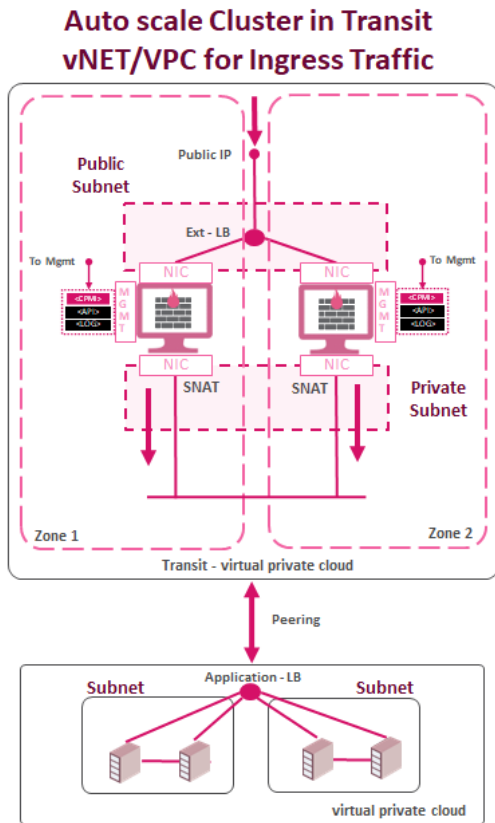 Auto scale Cluster in Transit
vNET/VPC for Ingress Traffic
Public IP
Public
Subnet
Ext - LB
To Mgmt
To Mgmt
NIC
NIC
<CPMI>
<API>
<LOG>
MGMT
MGMT
<CPMI>
<API>
<LOG>
NIC
NIC
SNAT
SNAT
Private
Subnet
Zone 1
Zone 2
Transit - virtual private cloud
Peering
Application - LB
Subnet
Subnet
virtual private cloud